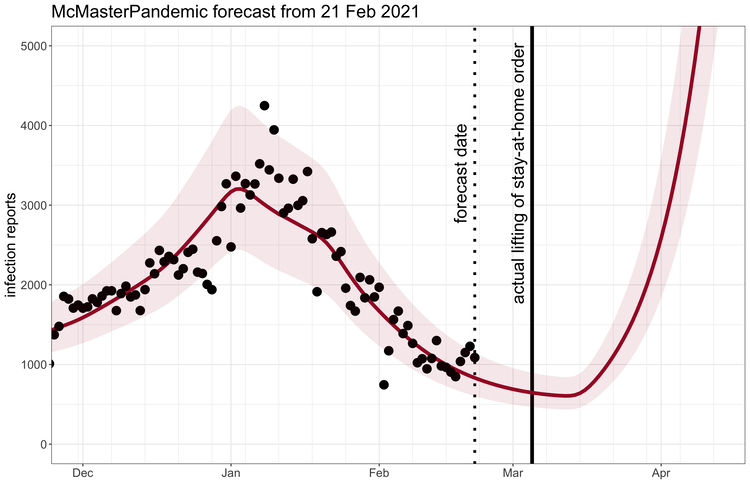 McMasterPandemic forecast from 21 Feb 2021
5000
4000
3000
2000
1000
0
infection reports
forecast date
actual lifting of stay-at-home order
Dec
Jan
Feb
Mar
Apr